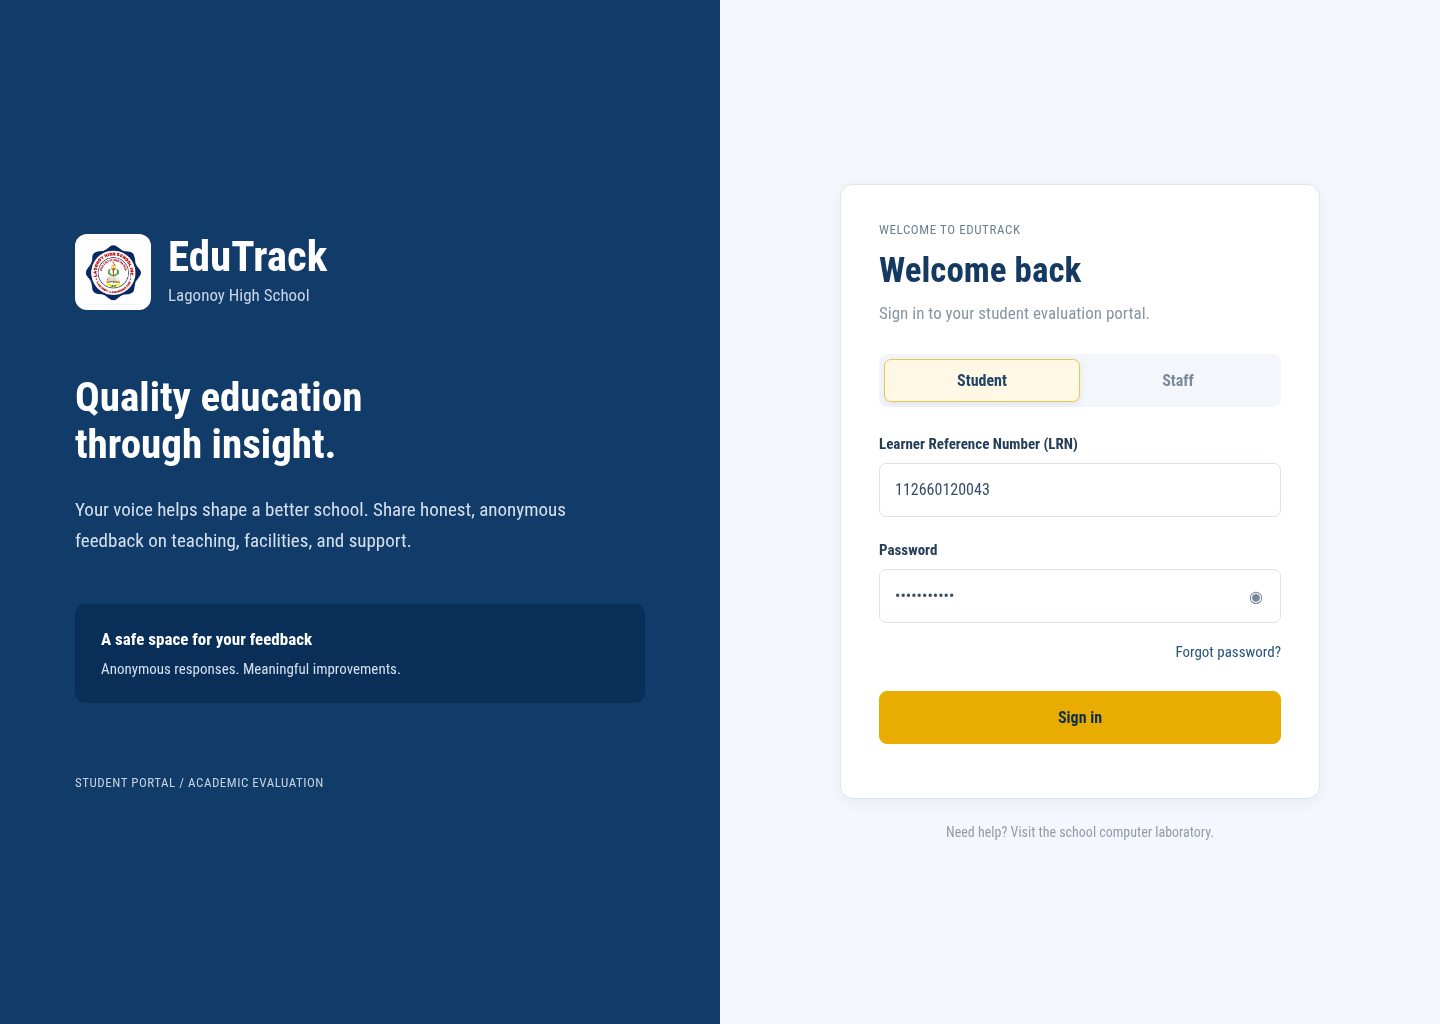 EduTrack
Lagonoy High School
Quality education
through insight.
Your voice helps shape a better school. Share honest, anonymous
feedback on teaching, facilities, and support.
A safe space for your feedback
Anonymous responses. Meaningful improvements.
STUDENT PORTAL / ACADEMIC EVALUATION
WELCOME TO EDUTRACK
Welcome back
Sign in to your student evaluation portal.
Student
Staff
Learner Reference Number (LRN)
112660120043
Password
•••••••••••
Forgot password?
Sign in
Need help? Visit the school computer laboratory.